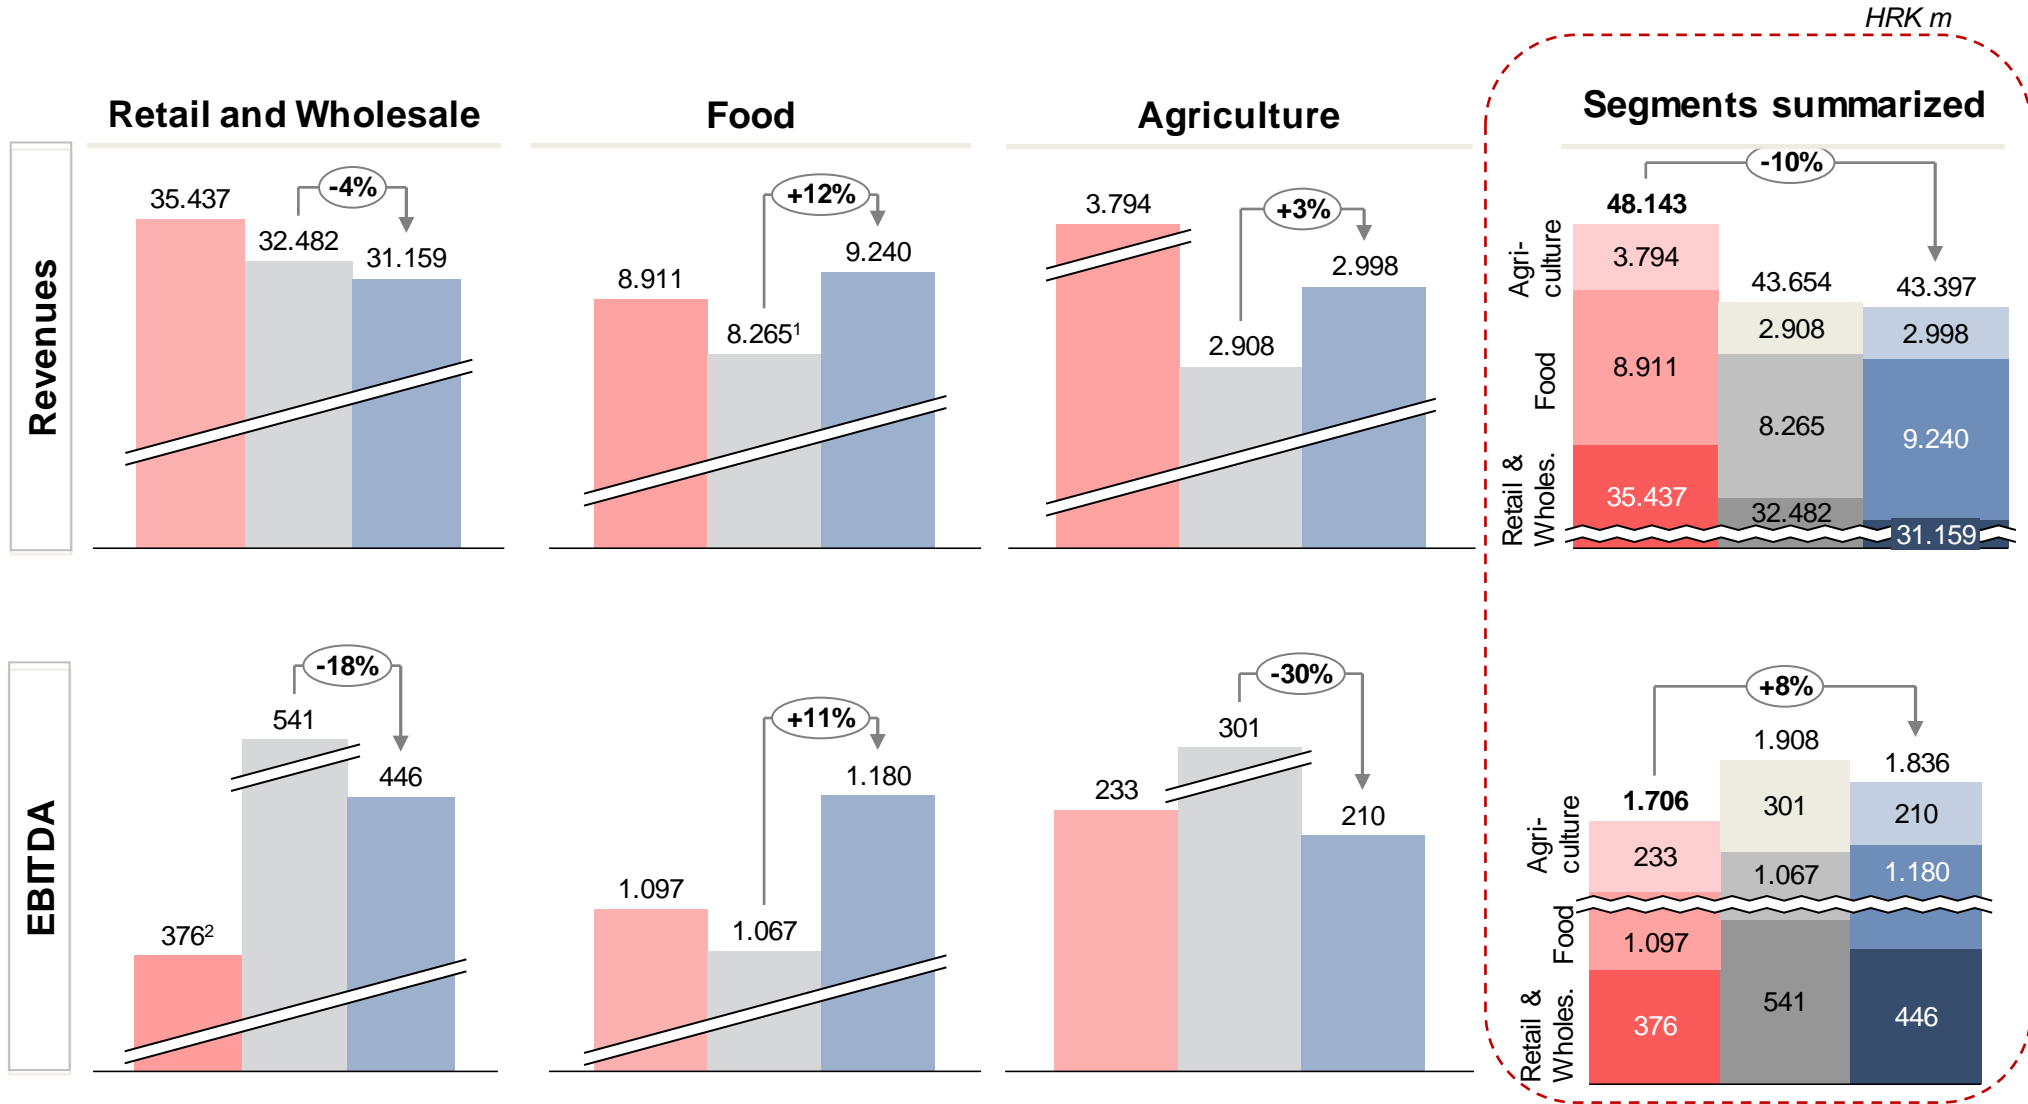 HRK m
Retail and Wholesale
Food
Agriculture
Segments summarized
Revenues
35.437
32.482
31.159
-4%
8.911
8.265¹
9.240
+12%
3.794
2.908
2.998
+3%
-10%
48.143
43.654
43.397
Agri-
culture
3.794
2.908
2.998
Food
8.911
8.265
9.240
Retail &
Wholes.
35.437
32.482
31.159
EBITDA
376²
541
446
-18%
1.097
1.067
1.180
+11%
233
301
210
-30%
+8%
1.706
1.908
1.836
Agri-
culture
233
301
210
Food
1.097
1.067
1.180
Retail &
Wholes.
376
541
446